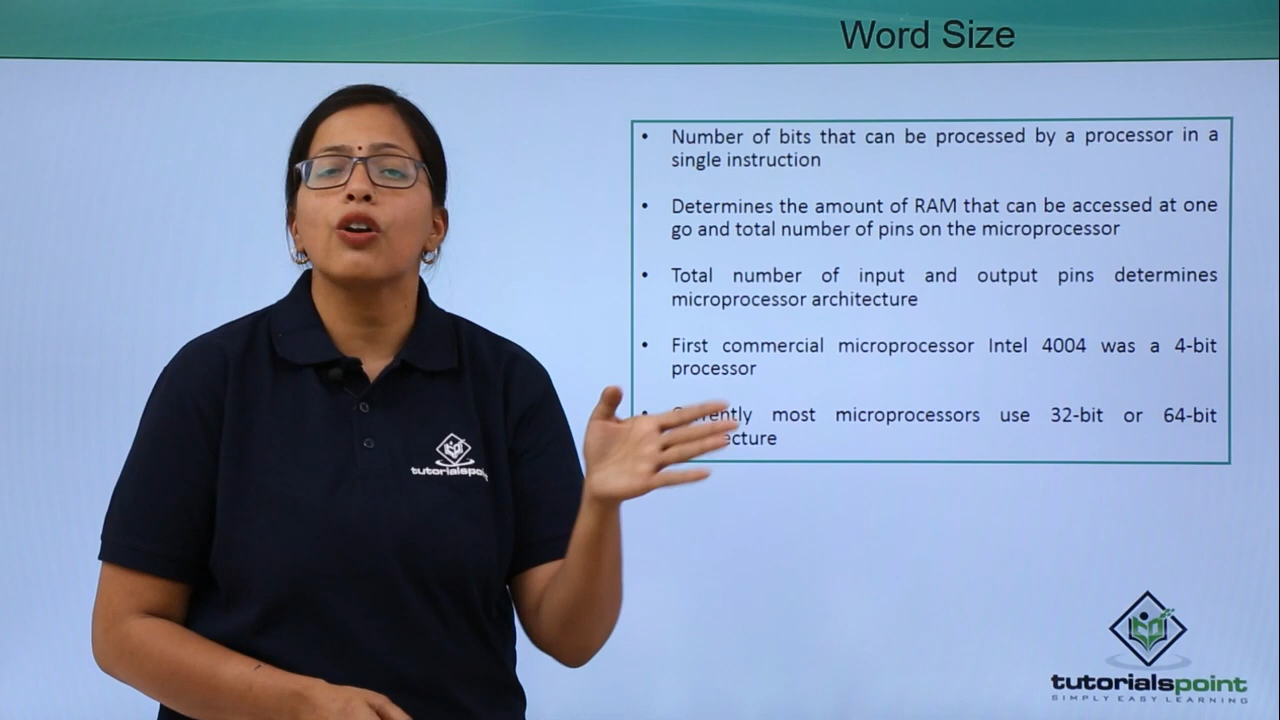 Word Size
• Number of bits that can be processed by a processor in a
single instruction
• Determines the amount of RAM that can be accessed at one
go and total number of pins on the microprocessor
• Total number of input and output pins determines
microprocessor architecture
• First commercial microprocessor Intel 4004 was a 4-bit
processor
• most microprocessors use 32-bit or 64-bit
tutorialspoint
tutorialspoint
SIMPLY EASY LEARNING